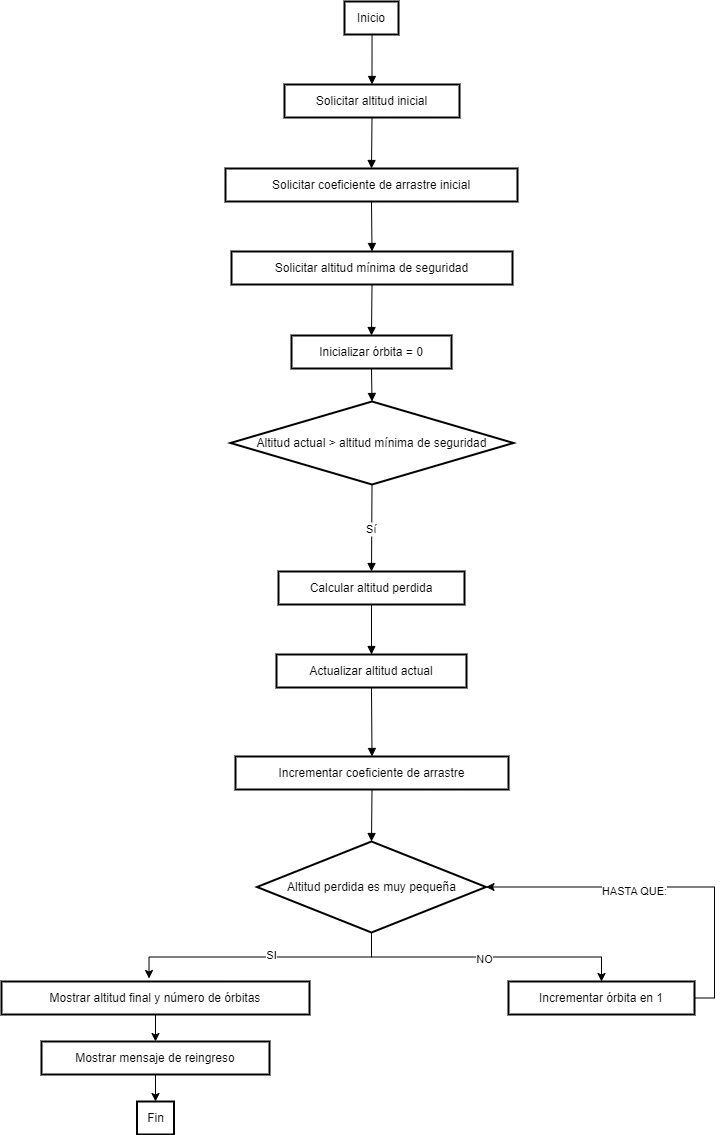 Inicio
Solicitar altitud inicial
Solicitar coeficiente de arrastre inicial
Solicitar altitud mínima de seguridad
Inicializar órbita = 0
Altitud actual > altitud mínima de seguridad
Sí
Calcular altitud perdida
Actualizar altitud actual
Incrementar coeficiente de arrastre
Altitud perdida es muy pequeña
HASTA QUE:
SI
NO
Mostrar altitud final y número de órbitas
Incrementar órbita en 1
Mostrar mensaje de reingreso
Fin